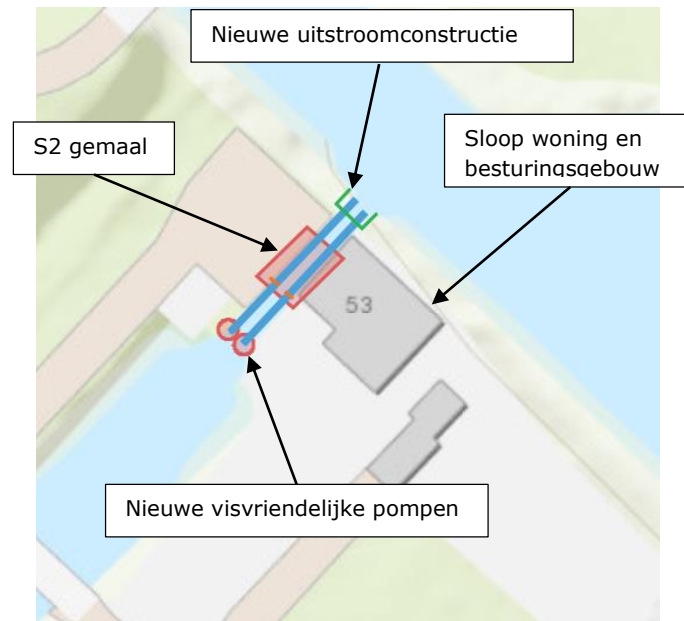 Nieuwe uitstroomconstructie
S2 gemaal
Sloop woning en
besturingsgebouw
53
Nieuwe visvriendelijke pompen